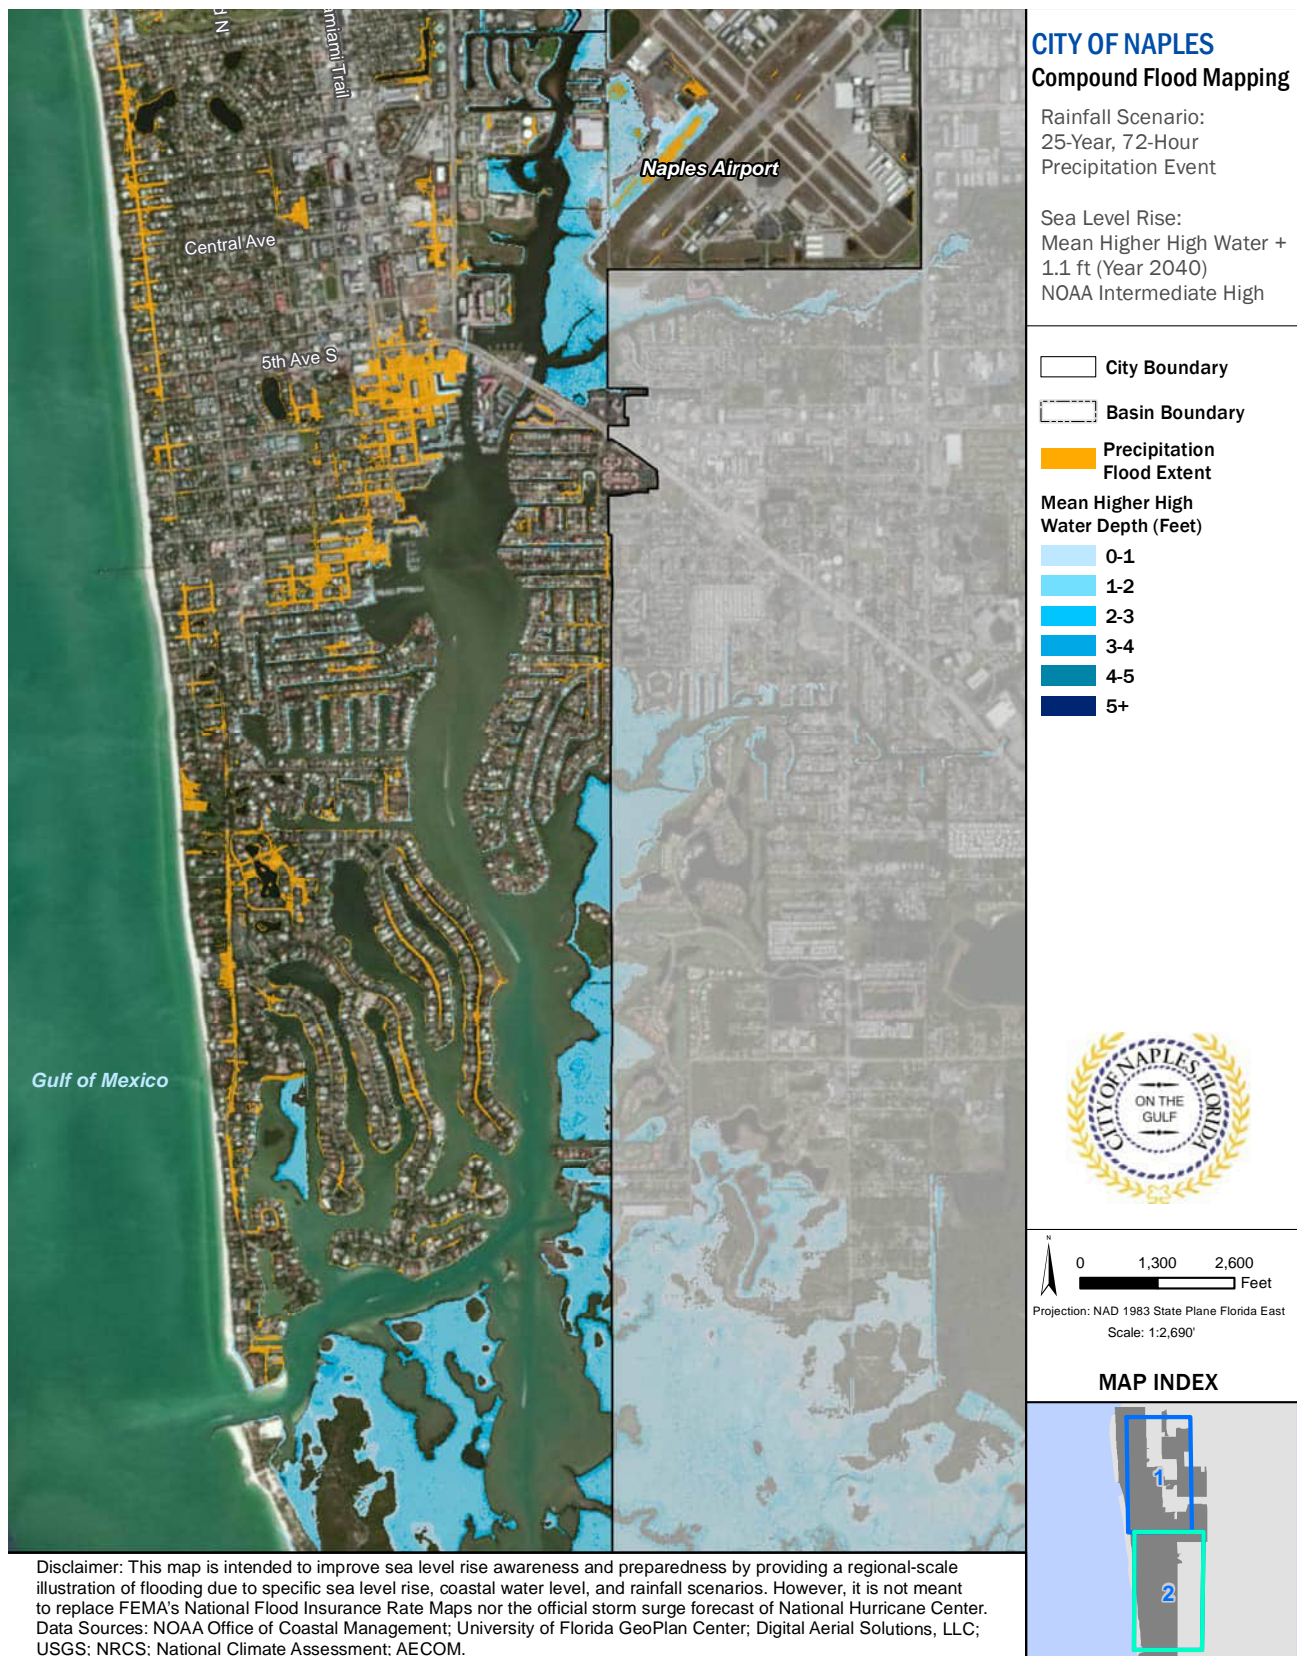 d N
amiami Trail
Naples Airport
Central Ave
5th Ave S
Gulf of Mexico
CITY OF NAPLES
Compound Flood Mapping
Rainfall Scenario:
25-Year, 72-Hour
Precipitation Event
Sea Level Rise:
Mean Higher High Water +
1.1 ft (Year 2040)
NOAA Intermediate High
City Boundary
Basin Boundary
Precipitation
Flood Extent
Mean Higher High
Water Depth (Feet)
0-1
1-2
2-3
3-4
4-5
5+
CITY OF NAPLES, FLORIDA
ON THE
GULF
N
0 1,300 2,600
Feet
Projection: NAD 1983 State Plane Florida East
Scale: 1:2,690'
MAP INDEX
1
2
Disclaimer: This map is intended to improve sea level rise awareness and preparedness by providing a regional-scale
illustration of flooding due to specific sea level rise, coastal water level, and rainfall scenarios. However, it is not meant
to replace FEMA's National Flood Insurance Rate Maps nor the official storm surge forecast of National Hurricane Center.
Data Sources: NOAA Office of Coastal Management; University of Florida GeoPlan Center; Digital Aerial Solutions, LLC;
USGS; NRCS; National Climate Assessment; AECOM.